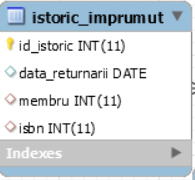 istoric_imprumut
id_istoric INT(11)
data_returnarii DATE
membru INT(11)
isbn INT(11)
Indexes